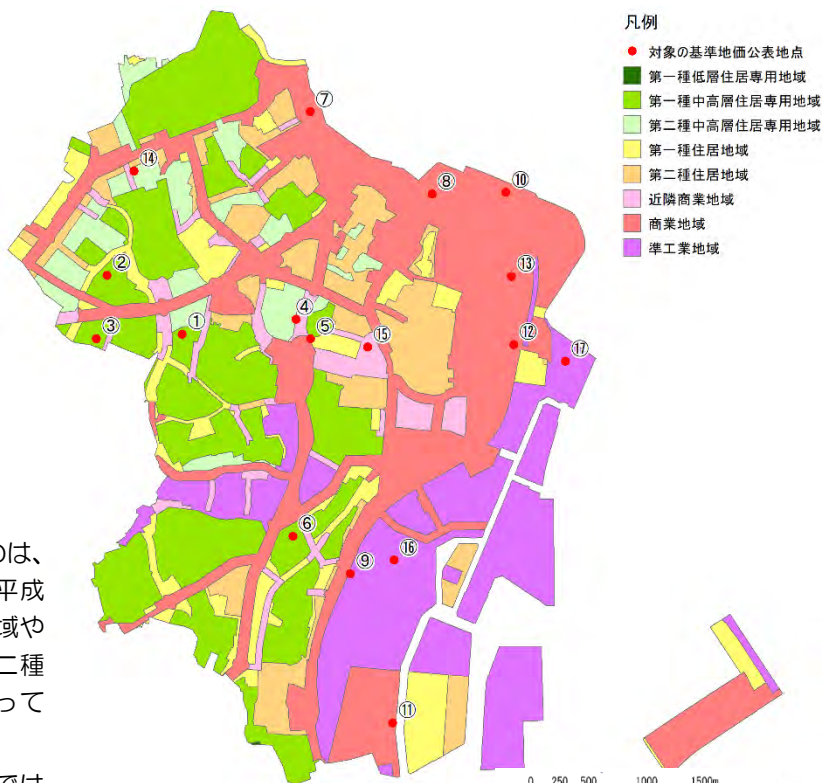 凡例
対象の基準地価公表地点
第一種低層住居専用地域
第一種中高層住居専用地域
第二種中高層住居専用地域
第一種住居地域
第二種住居地域
近隣商業地域
商業地域
準工業地域
⑦
⑭
⑧
⑩
②
⑬
④
③
①
⑤
⑮
⑫
⑰
のは、
平成
域や
二種
って
では
⑥
⑨
⑯
⑪
0 250 500 1000 1500m